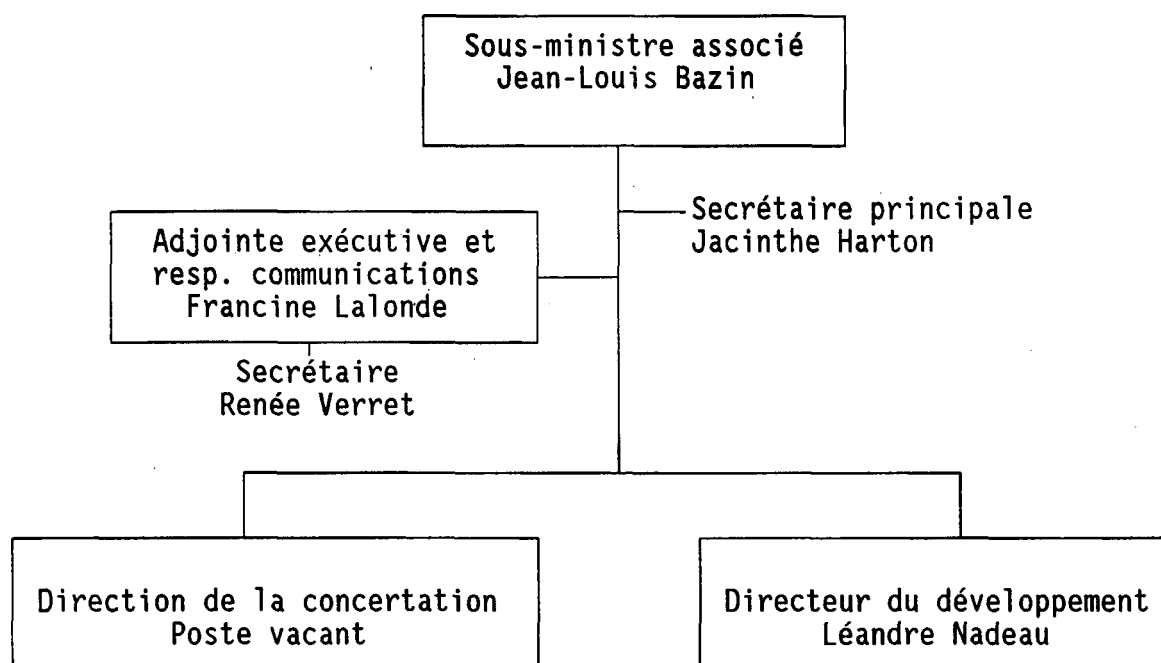 Sous-ministre associé
Jean-Louis Bazin
Secrétaire principale
Jacinthe Harton
Adjointe exécutive et
resp. communications
Francine Lalonde
Secrétaire
Renée Verret
Direction de la concertation
Poste vacant
Directeur du développement
Léandre Nadeau